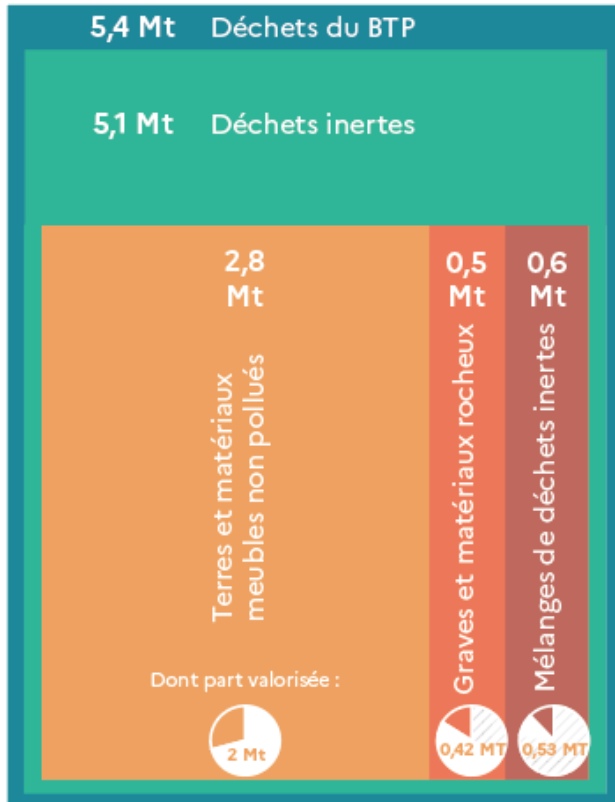 5,4 Mt Déchets du BTP
5,1 Mt Déchets inertes
2,8
Mt
Terres et matériaux
meubles non pollués
Dont part valorisée :
2 Mt
0,5
Mt
Graves et matériaux rocheux
0,42 MT
0,6
Mt
Mélanges de déchets inertes
0,53 MT